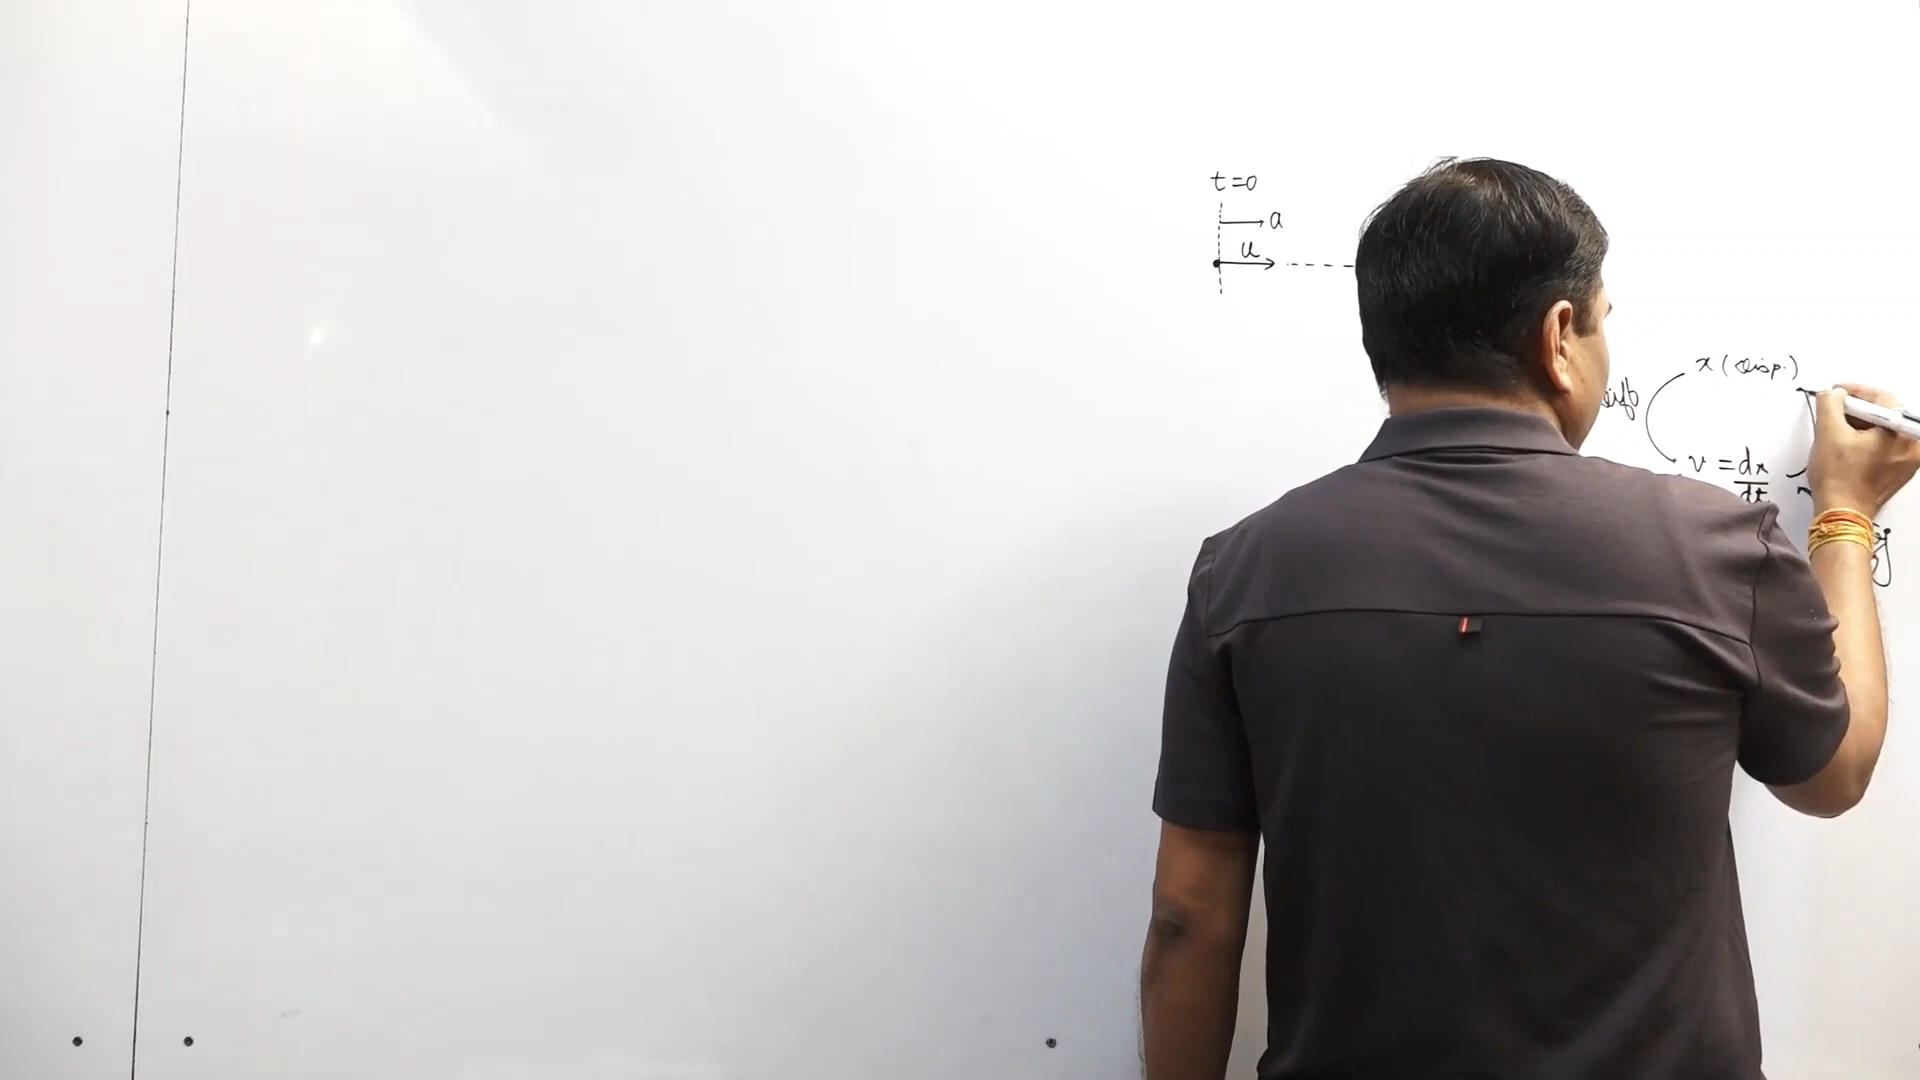 t=0
a
u
x (disp.)
v = dx
dt